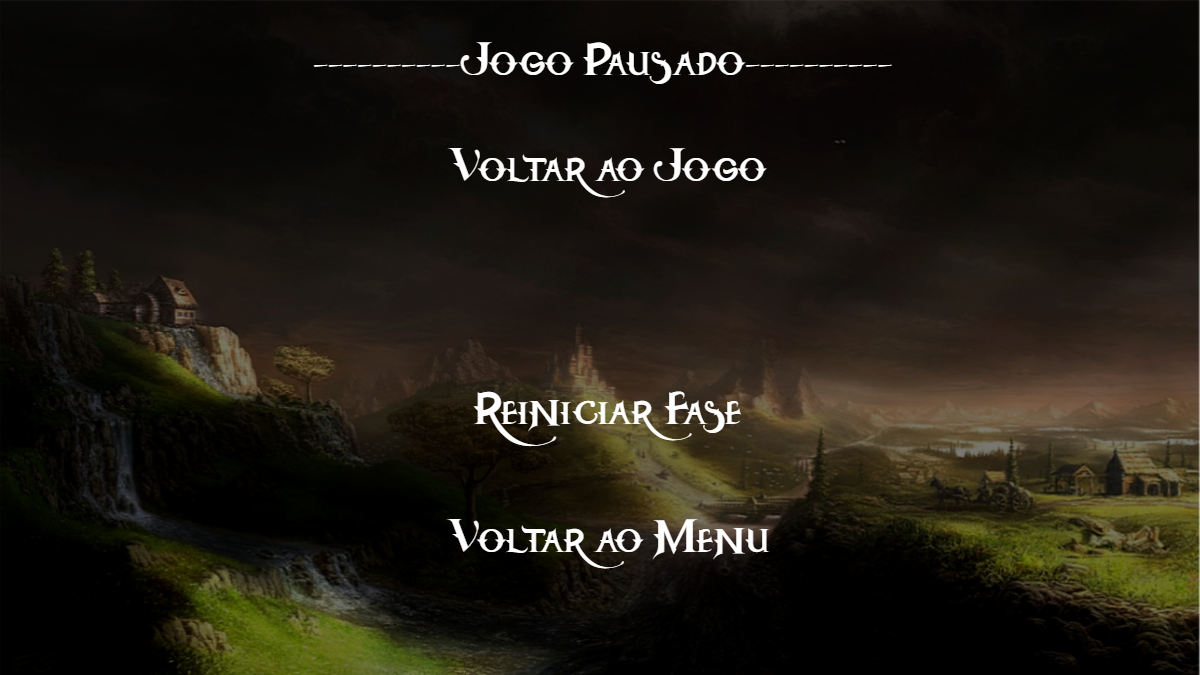 ----------Jogo Pausado----------
Voltar ao Jogo
Reiniciar Fase
Voltar ao Menu